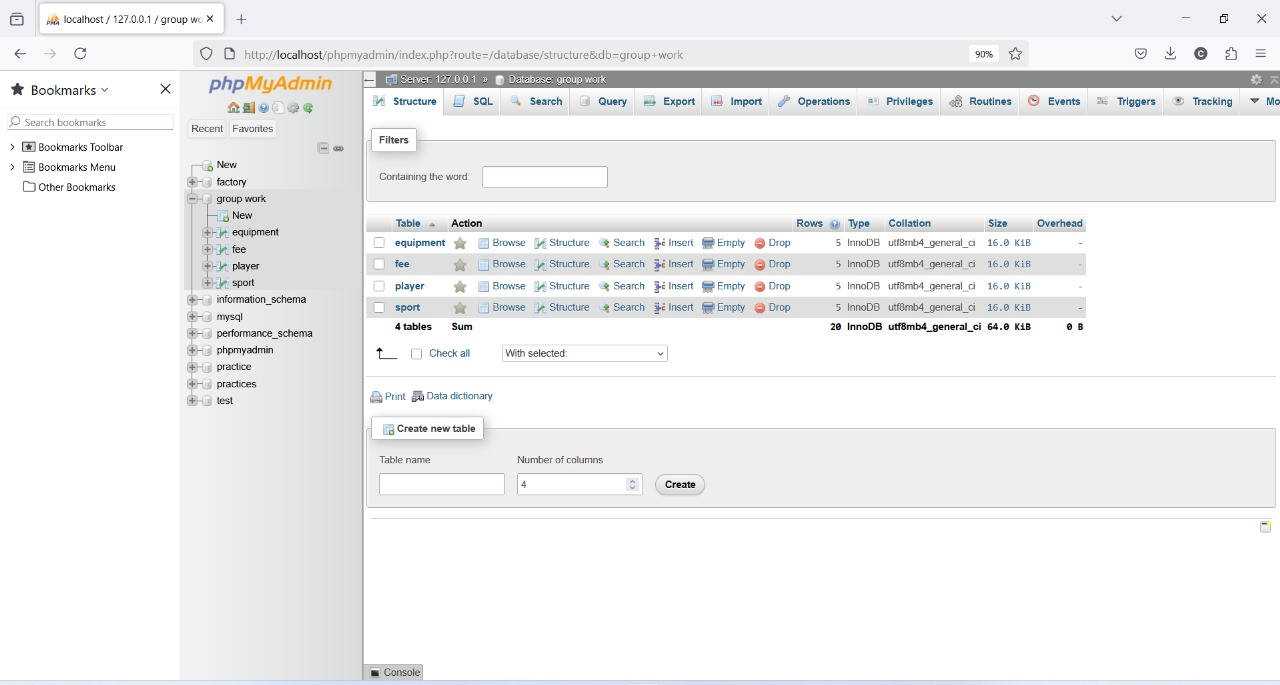 localhost / 127.0.0.1 / group wo
http://localhost/phpmyadmin/index.php?route=/database/structure&db=group+work
90%
C
Bookmarks
Search bookmarks
Bookmarks Toolbar
Bookmarks Menu
Other Bookmarks
phpMyAdmin
Recent Favorites
New
factory
group work
New
equipment
fee
player
sport
information_schema
mysql
performance_schema
phpmyadmin
practice
practices
test
Server: 127.0.0.1 » Database: group work
Structure SQL Search Query Export Import Operations Privileges Routines Events Triggers Tracking Mo
Filters
Containing the word:
Table Action Rows Type Collation Size Overhead
equipment Browse Structure Search Insert Empty Drop 5 InnoDB utf8mb4_general_ci 16.0 KiB -
fee Browse Structure Search Insert Empty Drop 5 InnoDB utf8mb4_general_ci 16.0 KiB -
player Browse Structure Search Insert Empty Drop 5 InnoDB utf8mb4_general_ci 16.0 KiB -
sport Browse Structure Search Insert Empty Drop 5 InnoDB utf8mb4_general_ci 16.0 KiB -
4 tables Sum 20 InnoDB utf8mb4_general_ci 64.0 KiB 0 B
Check all With selected:
Print Data dictionary
Create new table
Table name Number of columns
4 Create
Console